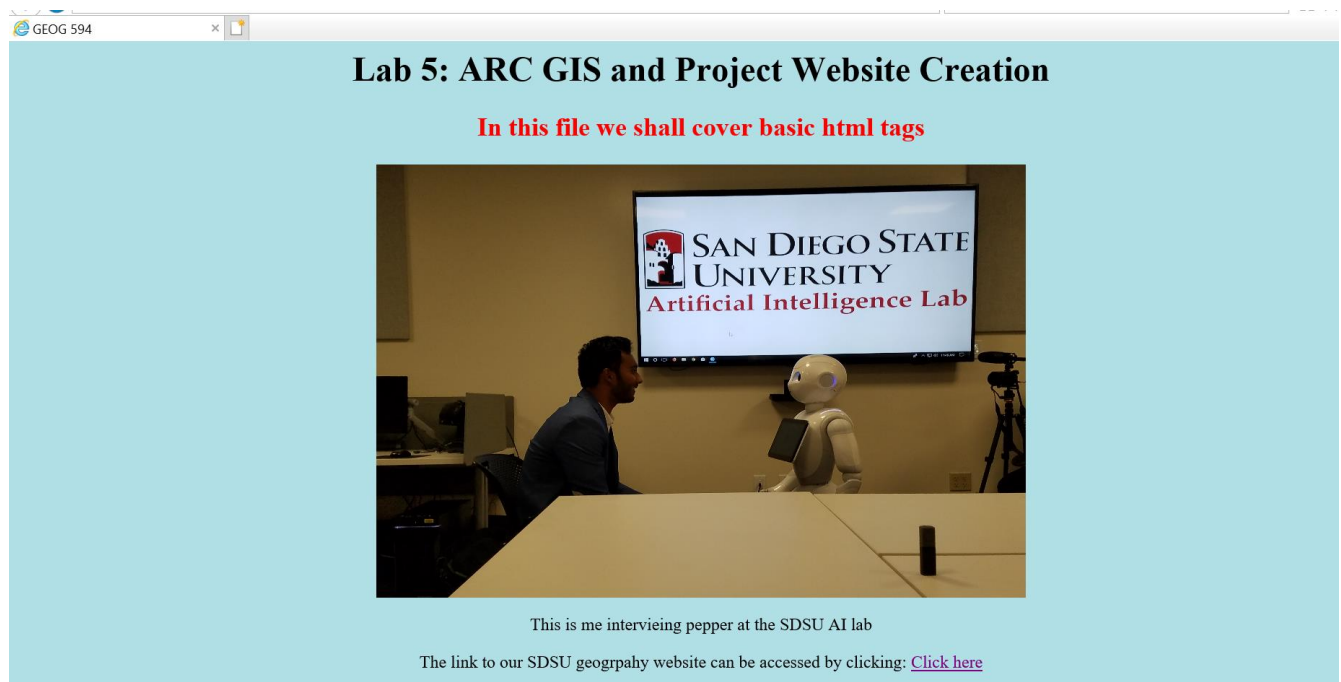 GEOG 594
Lab 5: ARC GIS and Project Website Creation
In this file we shall cover basic html tags
SAN DIEGO STATE
UNIVERSITY
Artificial Intelligence Lab
This is me intervieing pepper at the SDSU AI lab
The link to our SDSU geogrpahy website can be accessed by clicking: Click here